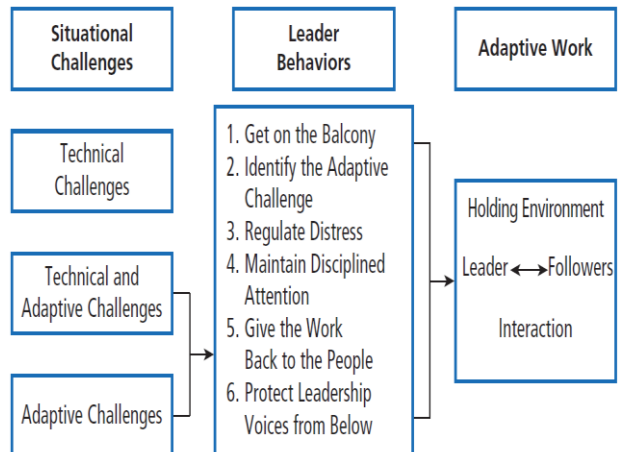 Situational
Challenges
Leader
Behaviors
Adaptive Work
Technical
Challenges
Technical and
Adaptive Challenges
Adaptive Challenges
1. Get on the Balcony
2. Identify the Adaptive
Challenge
3. Regulate Distress
4. Maintain Disciplined
Attention
5. Give the Work
Back to the People
6. Protect Leadership
Voices from Below
Holding Environment
Leader Followers
Interaction